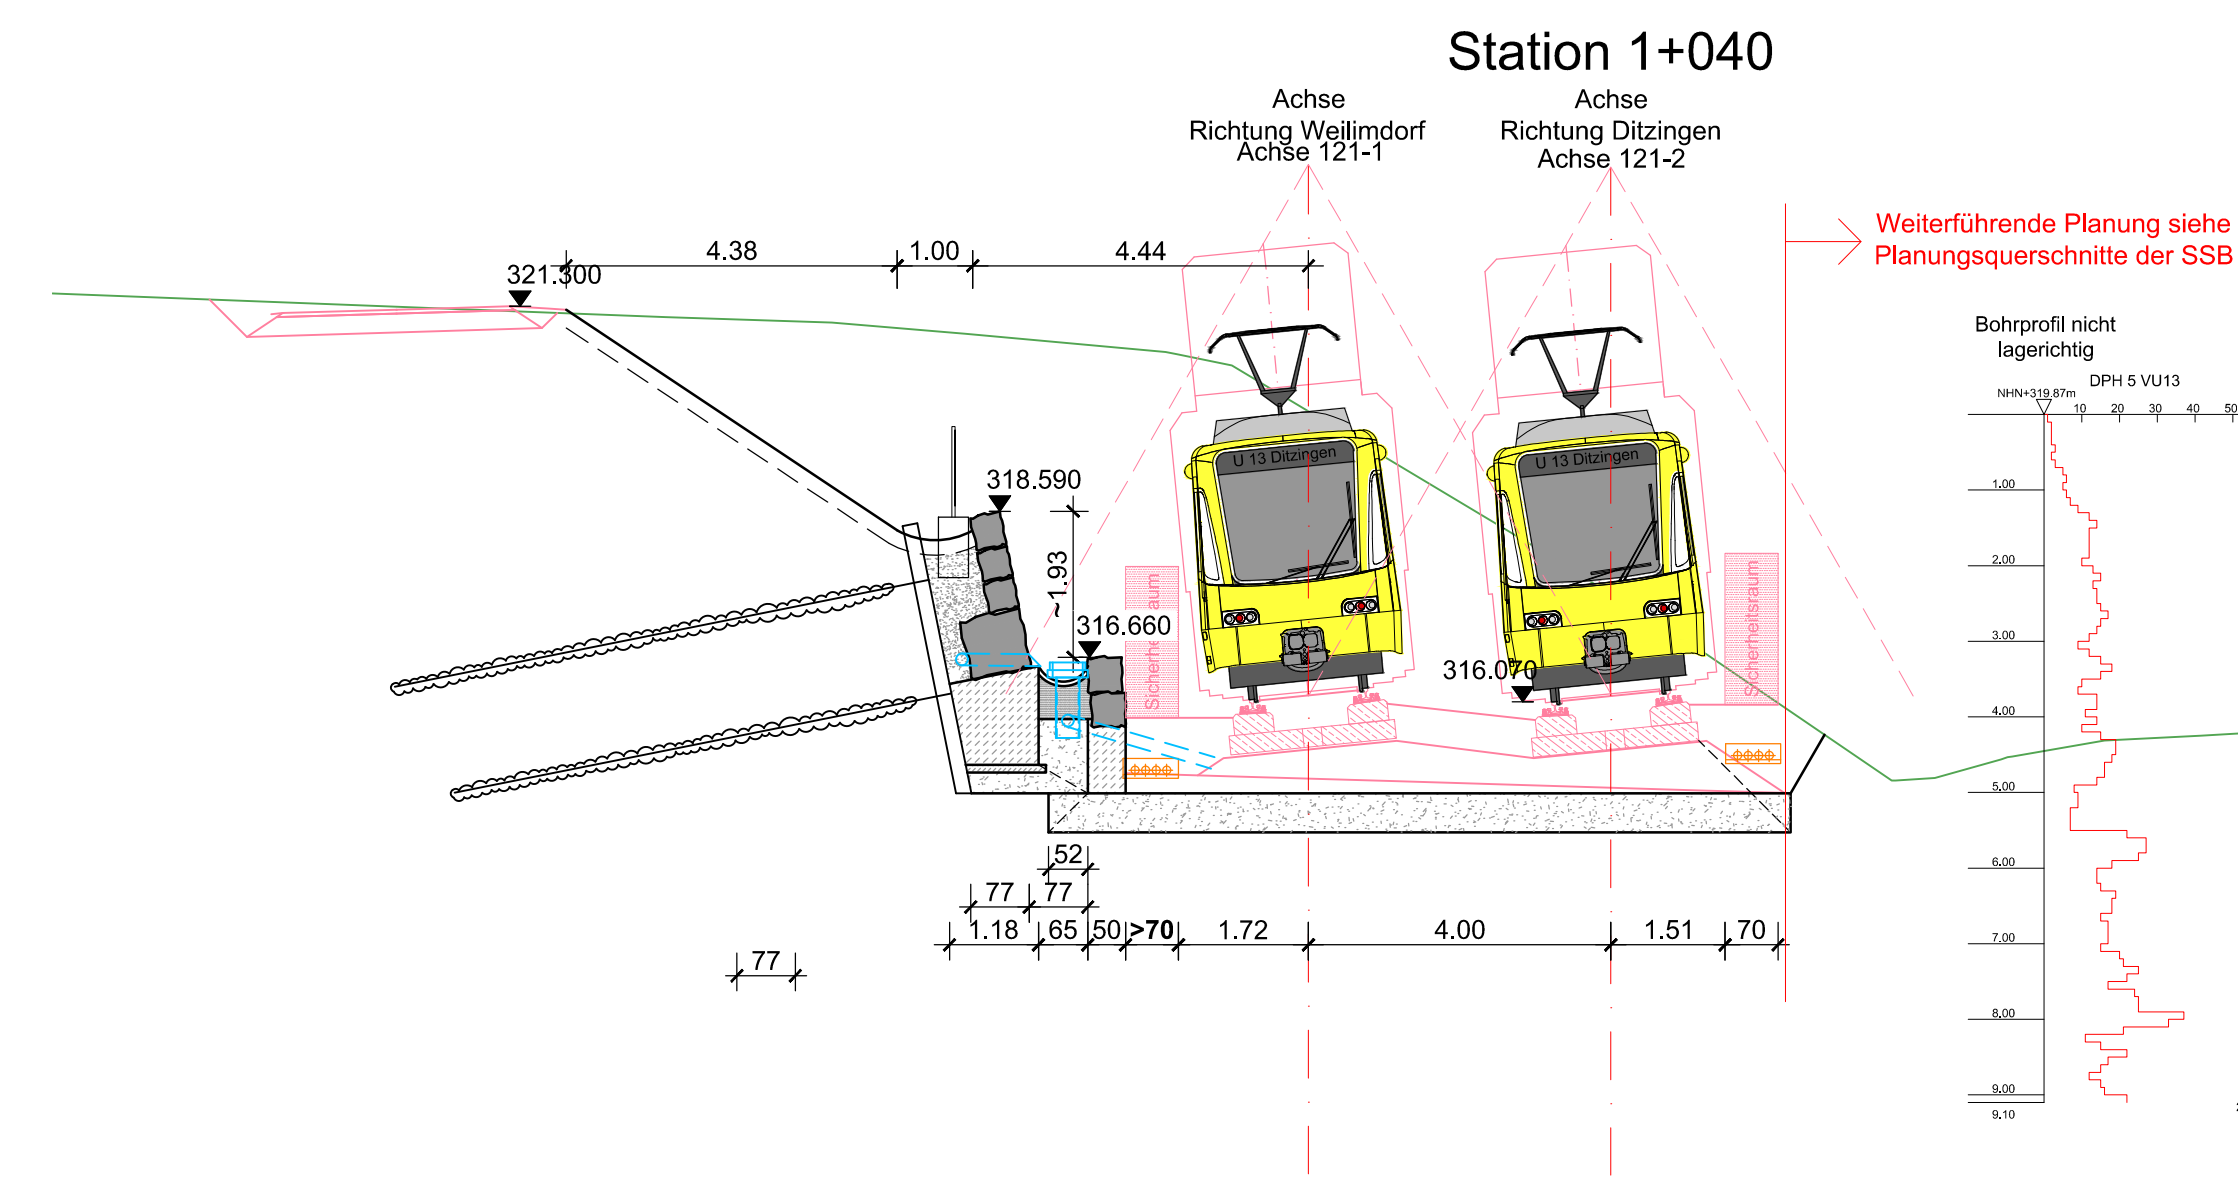 Station 1+040
Achse
Richtung Weilimdorf
Achse 121-1
Achse
Richtung Ditzingen
Achse 121-2
Weiterführende Planung siehe
Planungsquerschnitte der SSB
4.38
1.00
4.44
321.300
Bohrprofil nicht
lagerichtig
DPH 5 VU13
NHN+319.87m
10 20 30 40 50
U 13 Ditzingen
U 13 Ditzingen
318.590
~1.93
316.660
316.070
Sicherheitsraum
1.00
2.00
3.00
4.00
5.00
6.00
7.00
8.00
9.00
9.10
52
77 77
1.18 65 50 >70 1.72 4.00 1.51 70
77